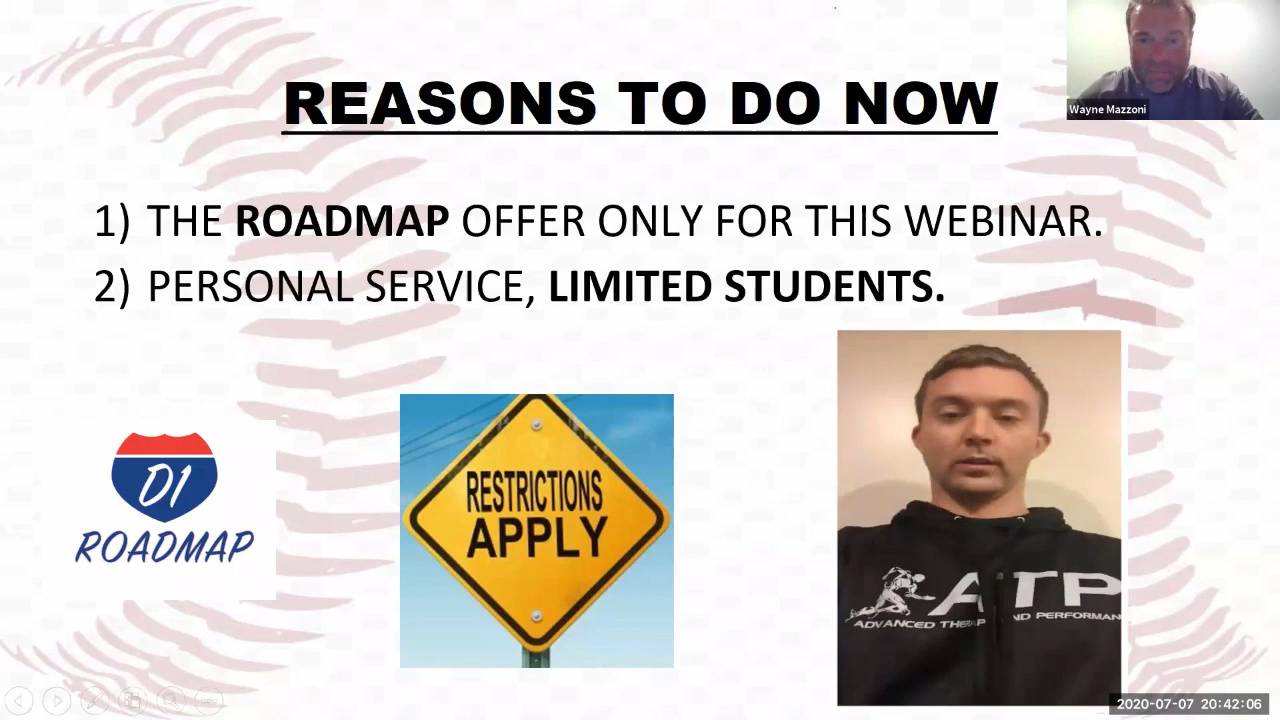 REASONS TO DO NOW
Wayne Mazzoni
1) THE ROADMAP OFFER ONLY FOR THIS WEBINAR.
2) PERSONAL SERVICE, LIMITED STUDENTS.
D1
ROADMAP
RESTRICTIONS
APPLY
ATP
ADVANCED THERAP ND PERFORMAN
2020-07-07 20:42:06